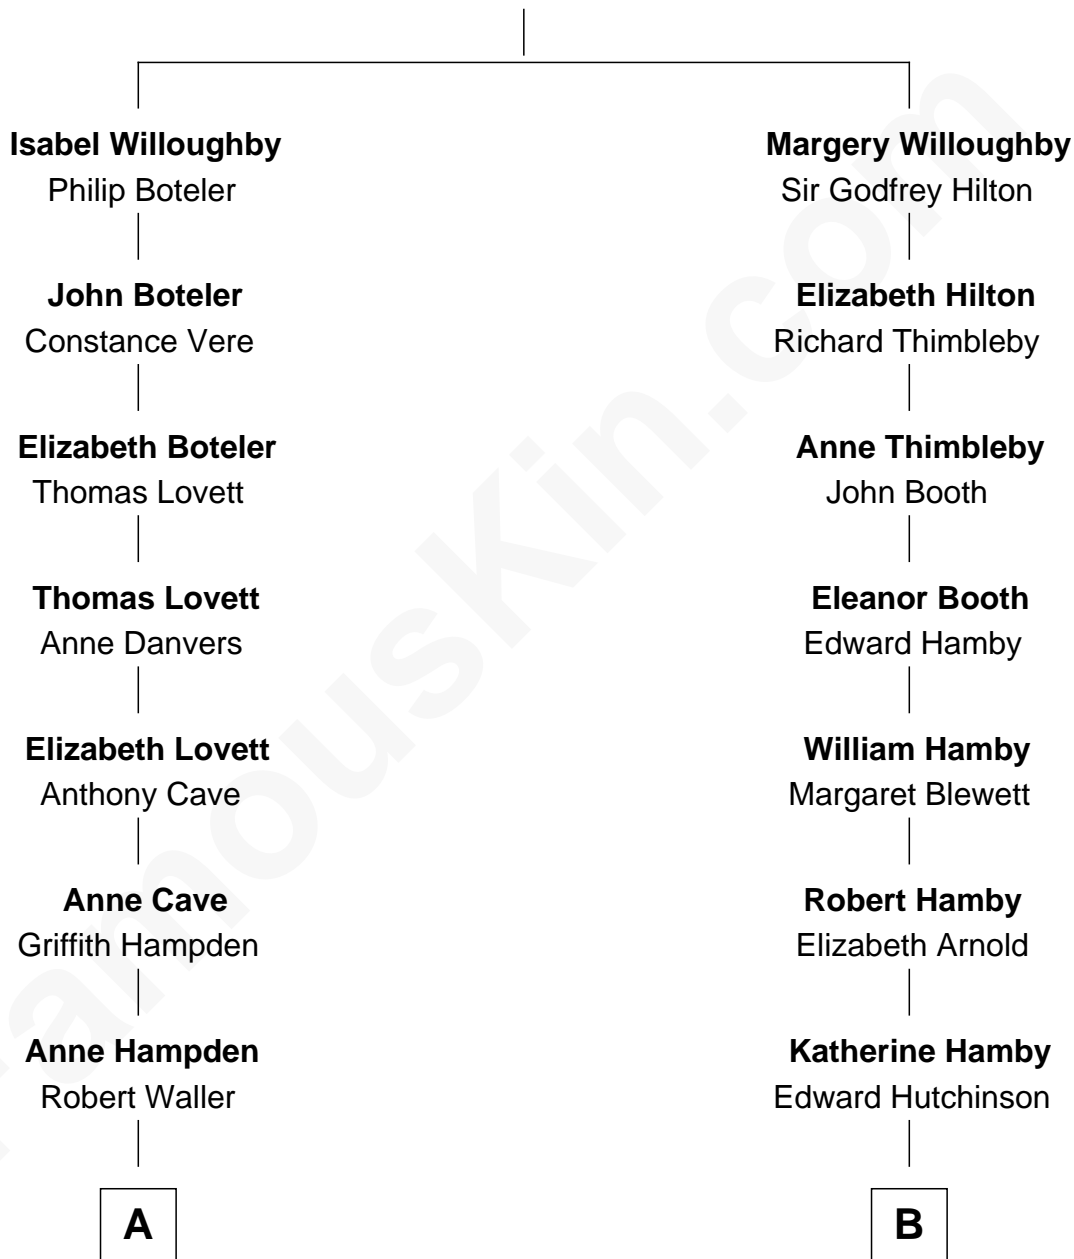 Isabel Willoughby
Philip Boteler
John Boteler
Constance Vere
Elizabeth Boteler
Thomas Lovett
Thomas Lovett
Anne Danvers
Elizabeth Lovett
Anthony Cave
Anne Cave
Griffith Hampden
Anne Hampden
Robert Waller
A
Margery Willoughby
Sir Godfrey Hilton
Elizabeth Hilton
Richard Thimbleby
Anne Thimbleby
John Booth
Eleanor Booth
Edward Hamby
William Hamby
Margaret Blewett
Robert Hamby
Elizabeth Arnold
Katherine Hamby
Edward Hutchinson
B
FamousKin.com